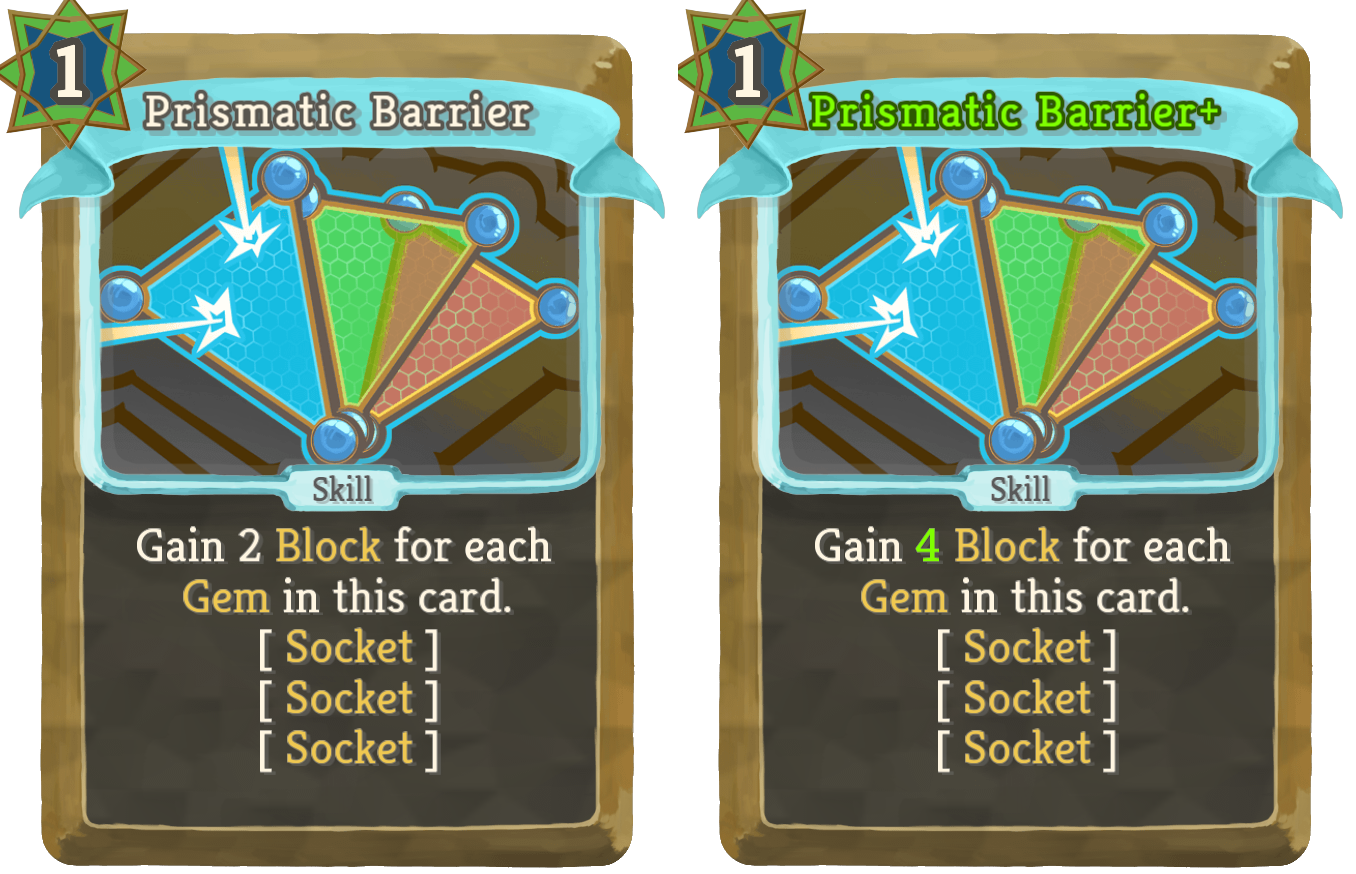 1
Prismatic Barrier
Skill
Gain 2 Block for each
Gem in this card.
[ Socket ]
[ Socket ]
[ Socket ]
1
Prismatic Barrier+
Skill
Gain 4 Block for each
Gem in this card.
[ Socket ]
[ Socket ]
[ Socket ]